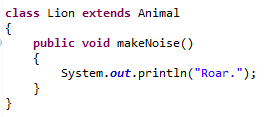 class Lion extends Animal
{
    public void makeNoise()
    {
        System.out.println("Roar.");
    }
}